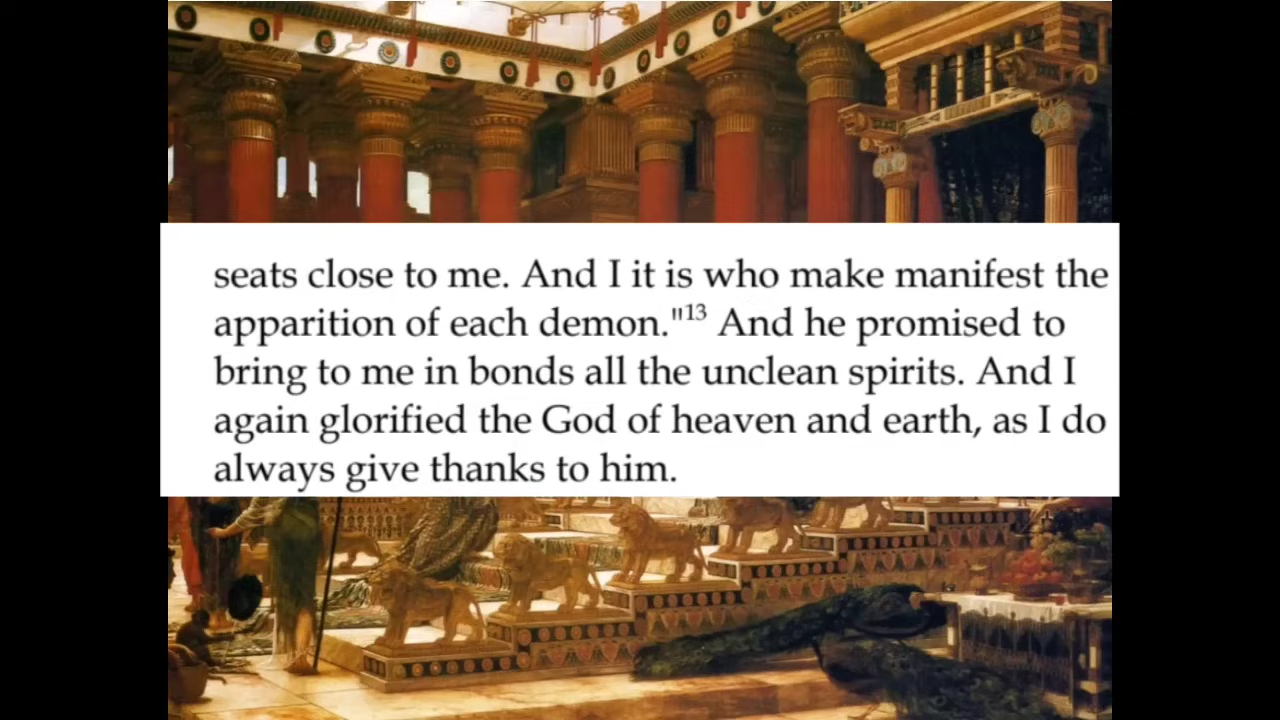 seats close to me. And I it is who make manifest the
apparition of each demon."13 And he promised to
bring to me in bonds all the unclean spirits. And I
again glorified the God of heaven and earth, as I do
always give thanks to him.